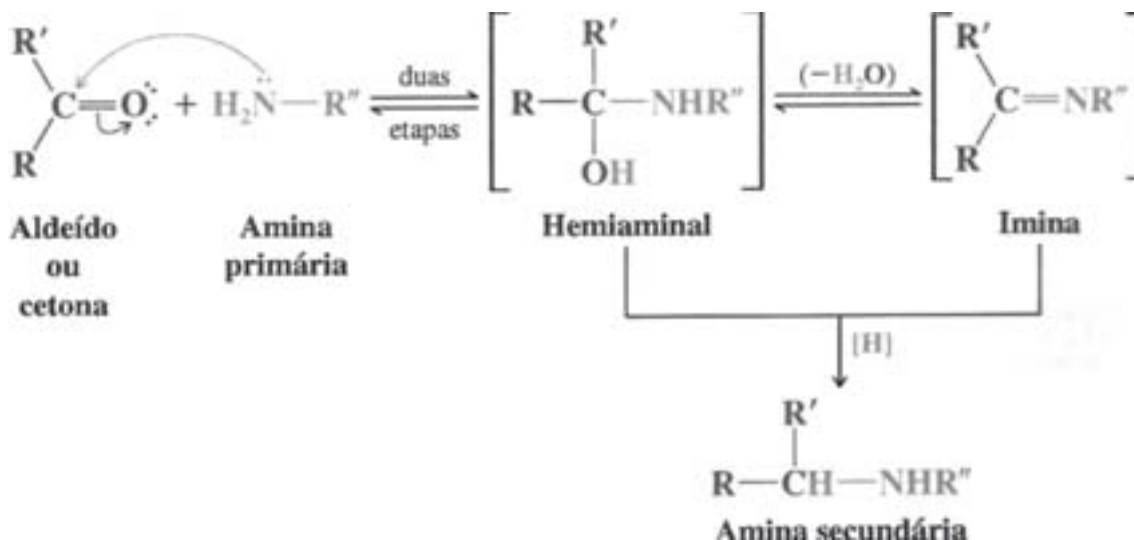 R′ R′ R′
C=O: + H₂N—R″ duas etapas R—C—NHR″ (−H₂O) C=NR″
R OH R
Aldeído ou cetona
Amina primária
Hemiaminal
Imina
[H]
R′
R—CH—NHR″
Amina secundária